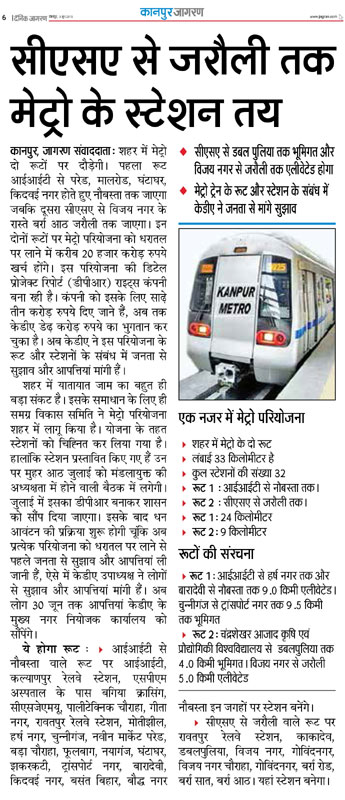 6
दैनिक जागरण
कानपुर जागरण
www.jagran.com
सीएसए से जरौली तक
मेट्रो के स्टेशन तय
कानपुर, जागरण संवाददाता : शहर में मेट्रो
दो रूटों पर दौड़ेगी। पहला रूट
आईआईटी से परेड, मालरोड, घंटाघर,
किदवई नगर होते हुए नौबस्ता तक जाएगा
जबकि दूसरा सीएसए से विजय नगर के
रास्ते बर्रा आठ जरौली तक जाएगा। इन
दोनों रूटों पर मेट्रो परियोजना को धरातल
पर लाने में करीब 20 हजार करोड़ रुपये
खर्च होंगे। इस परियोजना की डिटेल
प्रोजेक्ट रिपोर्ट (डीपीआर) राइट्स कंपनी
बना रही है। कंपनी को इसके लिए साढ़े
तीन करोड़ रुपये दिए जाने हैं, अब तक
केडीए डेढ़ करोड़ रुपये का भुगतान कर
चुका है। अब केडीए ने इस परियोजना के
रूट और स्टेशनों के संबंध में जनता से
सुझाव और आपत्तियां मांगी हैं।
शहर में यातायात जाम का बहुत ही
बड़ा संकट है। इसके समाधान के लिए ही
समग्र विकास समिति ने मेट्रो परियोजना
शहर में लागू किया है। योजना के तहत
स्टेशनों को चिह्नित कर लिया गया है।
हालांकि स्टेशन प्रस्तावित किए गए हैं उन
पर मुहर आठ जुलाई को मंडलायुक्त की
अध्यक्षता में होने वाली बैठक में लगेगी।
जुलाई में इसका डीपीआर बनाकर शासन
को सौंप दिया जाएगा। इसके बाद धन
आवंटन की प्रक्रिया शुरू होगी चूंकि अब
प्रत्येक परियोजना को धरातल पर लाने से
पहले जनता से सुझाव और आपत्तियां ली
जानी हैं, ऐसे में केडीए उपाध्यक्ष ने लोगों
से सुझाव और आपत्तियां मांगी हैं। अब
लोग 30 जून तक आपत्तियां केडीए के
मुख्य नगर नियोजक कार्यालय को
सौंपेंगे।
ये होगा रूट : आईआईटी से
नौबस्ता वाले रूट पर आईआईटी,
कल्याणपुर रेलवे स्टेशन, एसपीएम
अस्पताल के पास बगिया क्रासिंग,
सीएसजेएमयू, पालीटेक्निक चौराहा, गीता
नगर, रावतपुर रेलवे स्टेशन, मोतीझील,
हर्ष नगर, चुन्नीगंज, नवीन मार्केट परेड,
बड़ा चौराहा, फूलबाग, नयागंज, घंटाघर,
झकरकटी, ट्रांसपोर्ट नगर, बारादेवी,
किदवई नगर, बसंत बिहार, बौद्ध नगर
सीएसए से डबल पुलिया तक भूमिगत और
विजय नगर से जरौली तक एलीवेटेड होगा
मेट्रो ट्रेन के रूट और स्टेशन के संबंध में
केडीए ने जनता से मांगे सुझाव
KANPUR
METRO
एक नजर में मेट्रो परियोजना
शहर में मेट्रो के दो रूट
लंबाई 33 किलोमीटर है
कुल स्टेशनों की संख्या 32
रूट 1 : आईआईटी से नौबस्ता तक।
रूट 2 : सीएसए से जरौली तक।
रूट 1 : 24 किलोमीटर
रूट 2 : 9 किलोमीटर
रूटों की संरचना
रूट 1 : आईआईटी से हर्ष नगर तक और
बारादेवी से नौबस्ता तक 9.0 किमी एलीवेटेड।
चुन्नीगंज से ट्रांसपोर्ट नगर तक 9.5 किमी
तक भूमिगत
रूट 2 : चंद्रशेखर आजाद कृषि एवं
प्रौद्योगिकी विश्वविद्यालय से डबलपुलिया तक
4.0 किमी भूमिगत। विजय नगर से जरौली
5.0 किमी एलीवेटेड
नौबस्ता इन जगहों पर स्टेशन बनेंगे।
सीएसए से जरौली वाले रूट पर
रावतपुर रेलवे स्टेशन, काकादेव,
डबलपुलिया, विजय नगर, गोविंदनगर,
विजय नगर चौराहा, गोविंदनगर, बर्रा रोड,
बर्रा सात, बर्रा आठ। यहां स्टेशन बनेगा।